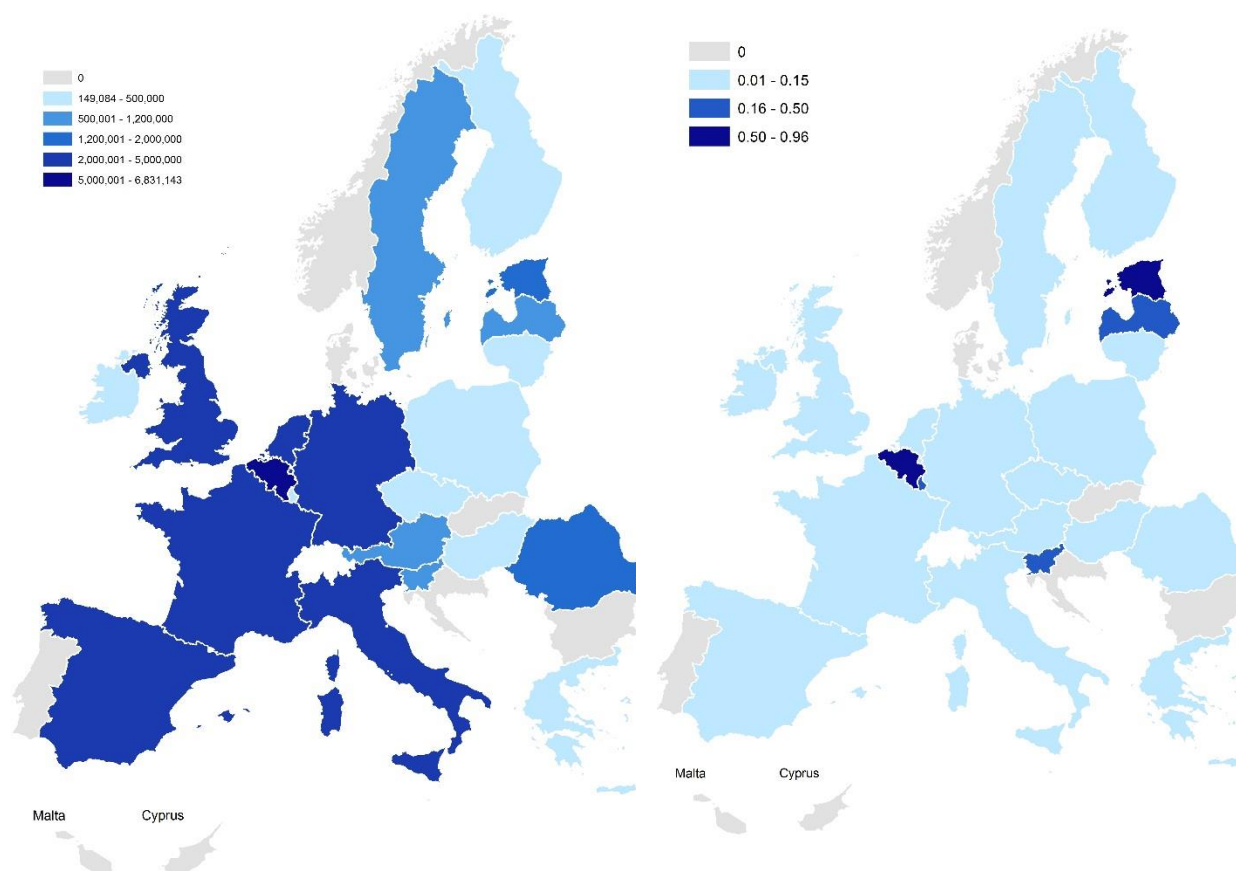 0
149,084 - 500,000
500,001 - 1,200,000
1,200,001 - 2,000,000
2,000,001 - 5,000,000
5,000,001 - 6,831,143
Malta
Cyprus
0
0.01 - 0.15
0.16 - 0.50
0.50 - 0.96
Malta
Cyprus